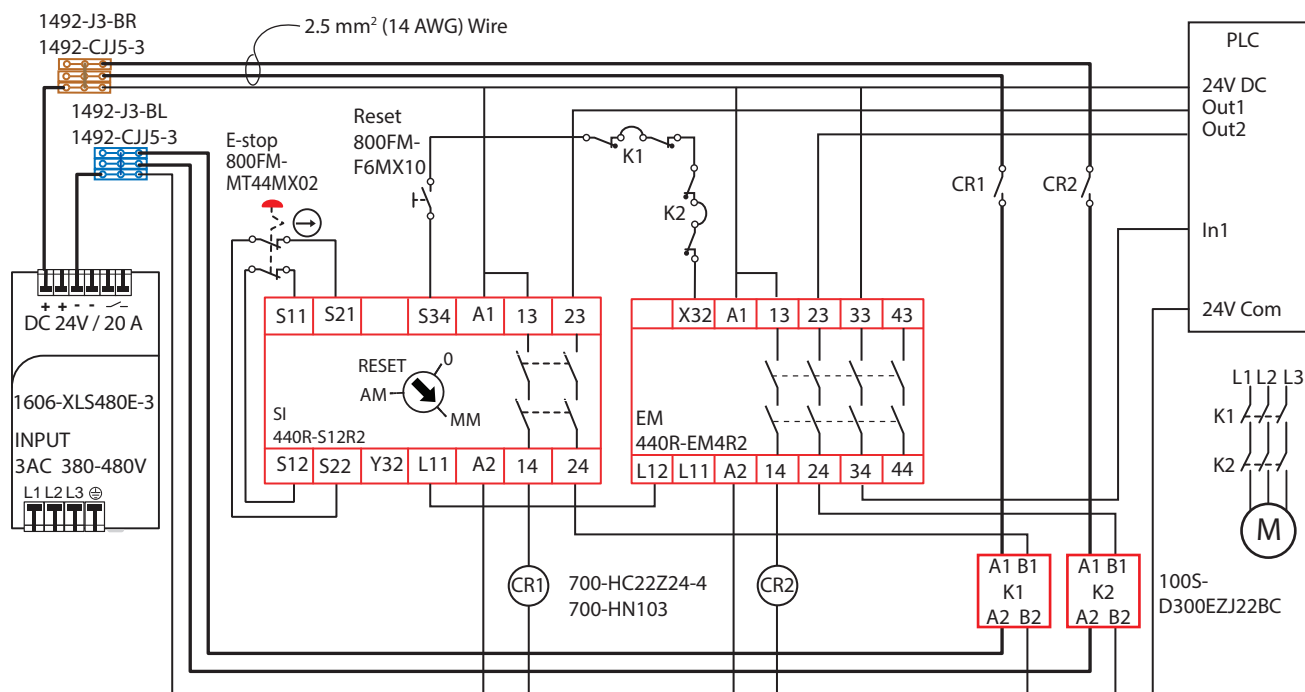 1492-J3-BR
1492-CJJ5-3
2.5 mm² (14 AWG) Wire
1492-J3-BL
1492-CJJ5-3
E-stop
800FM-
MT44MX02
Reset
800FM-
F6MX10
K1
K2
CR1
CR2
PLC
24V DC
Out1
Out2
In1
24V Com
+ + - -
DC 24V / 20 A
1606-XLS480E-3
INPUT
3AC 380-480V
L1 L2 L3
S11 S21 S34 A1 13 23
RESET
0
AM
MM
SI
440R-S12R2
S12 S22 Y32 L11 A2 14 24
X32 A1 13 23 33 43
EM
440R-EM4R2
L12 L11 A2 14 24 34 44
CR1
700-HC22Z24-4
700-HN103
CR2
A1 B1
K1
A2 B2
A1 B1
K2
A2 B2
100S-
D300EZJ22BC
L1 L2 L3
K1
K2
M